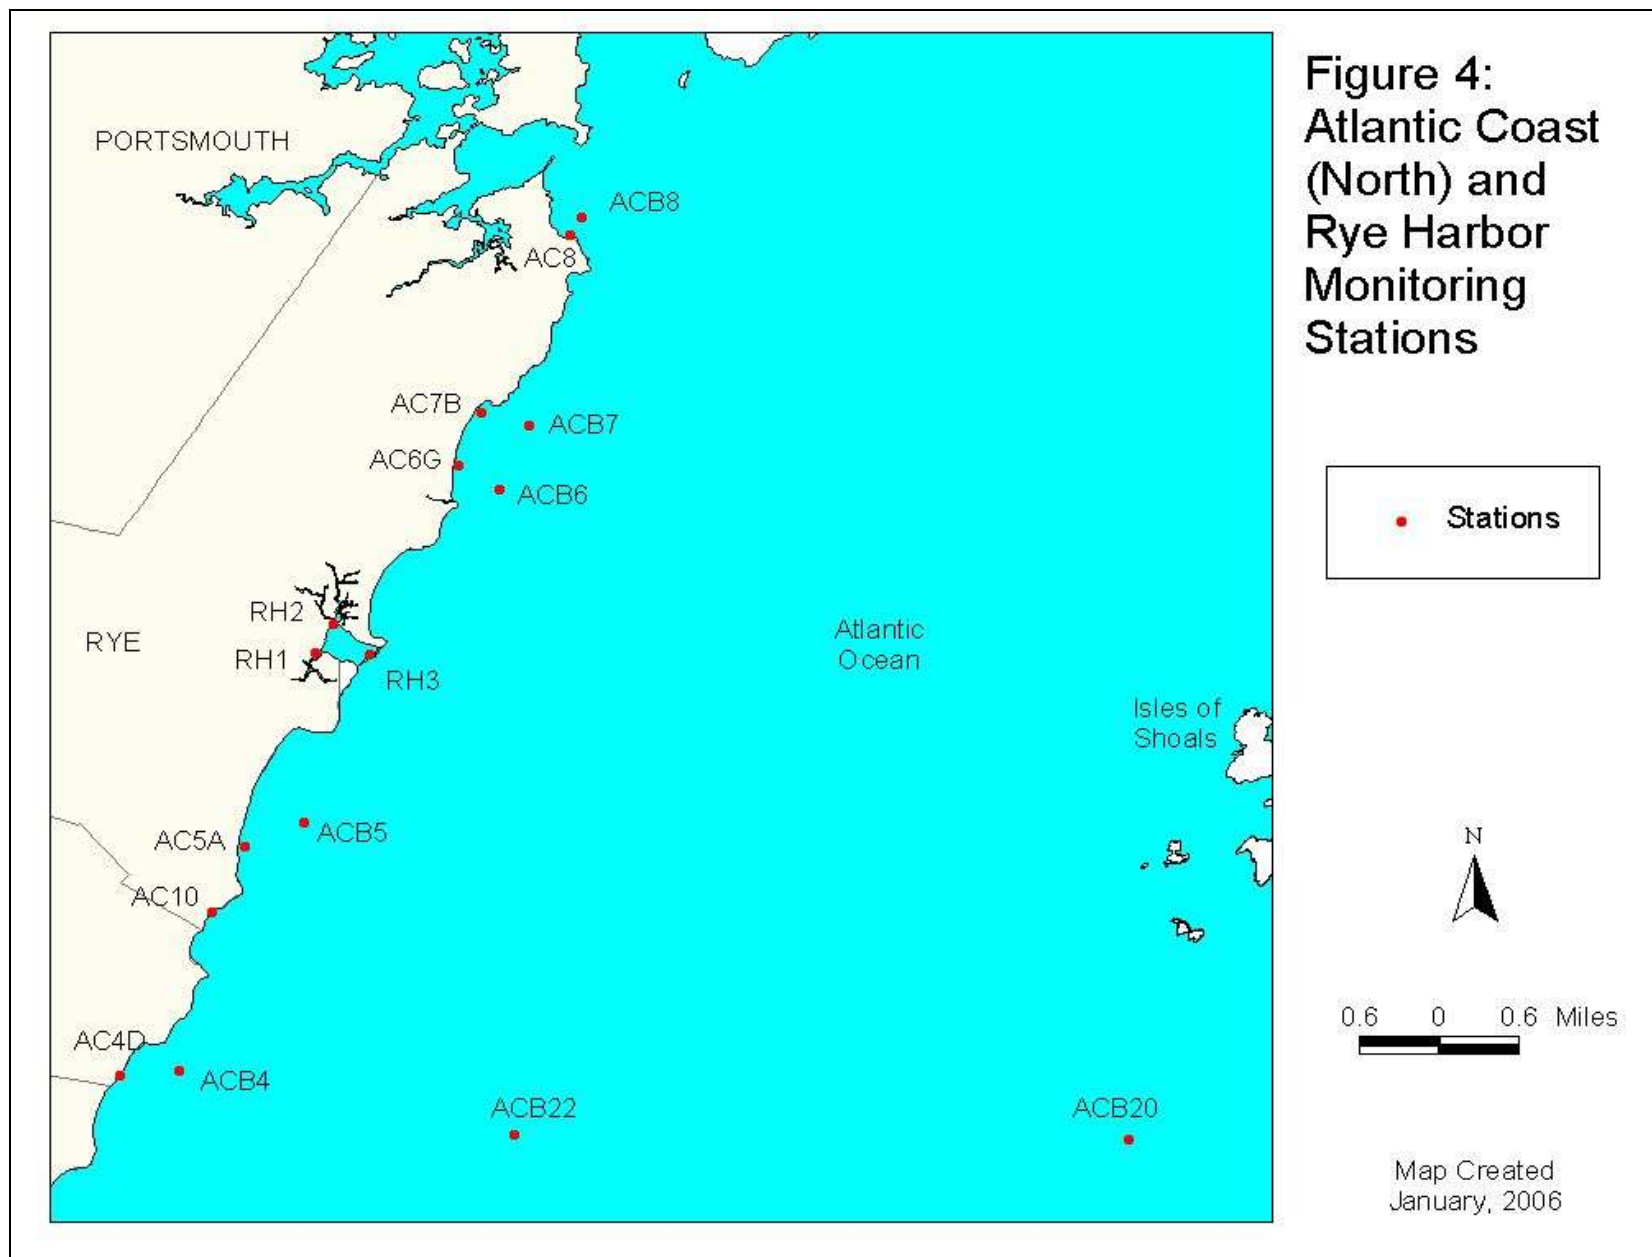 Figure 4:
Atlantic Coast
(North) and
Rye Harbor
Monitoring
Stations
PORTSMOUTH
ACB8
AC8
AC7B
ACB7
AC6G
ACB6
Stations
RH2
RYE
RH1
RH3
Atlantic
Ocean
Isles of
Shoals
AC5A
ACB5
AC10
N
0.6 0 0.6 Miles
AC4D
ACB4
ACB22
ACB20
Map Created
January, 2006